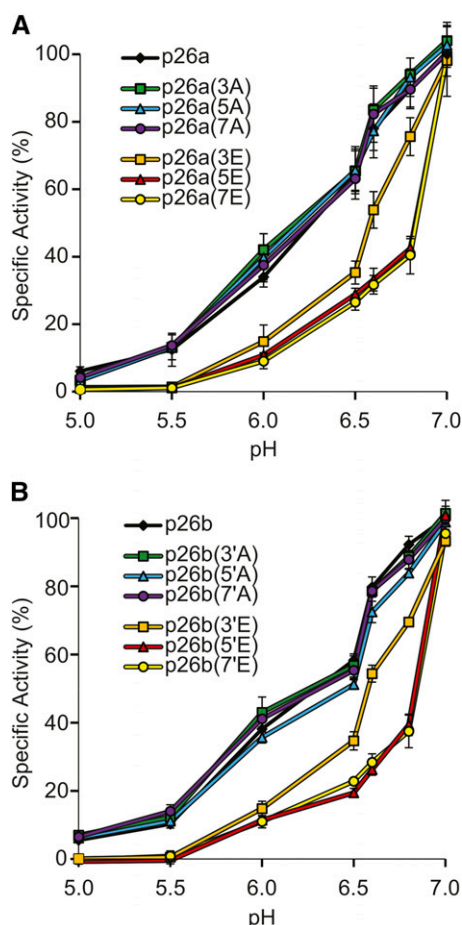 A
Specific Activity (%)
100
80
60
40
20
0
p26a
p26a(3A)
p26a(5A)
p26a(7A)
p26a(3E)
p26a(5E)
p26a(7E)
5.0 5.5 6.0 6.5 7.0
pH
B
Specific Activity (%)
100
80
60
40
20
0
p26b
p26b(3'A)
p26b(5'A)
p26b(7'A)
p26b(3'E)
p26b(5'E)
p26b(7'E)
5.0 5.5 6.0 6.5 7.0
pH